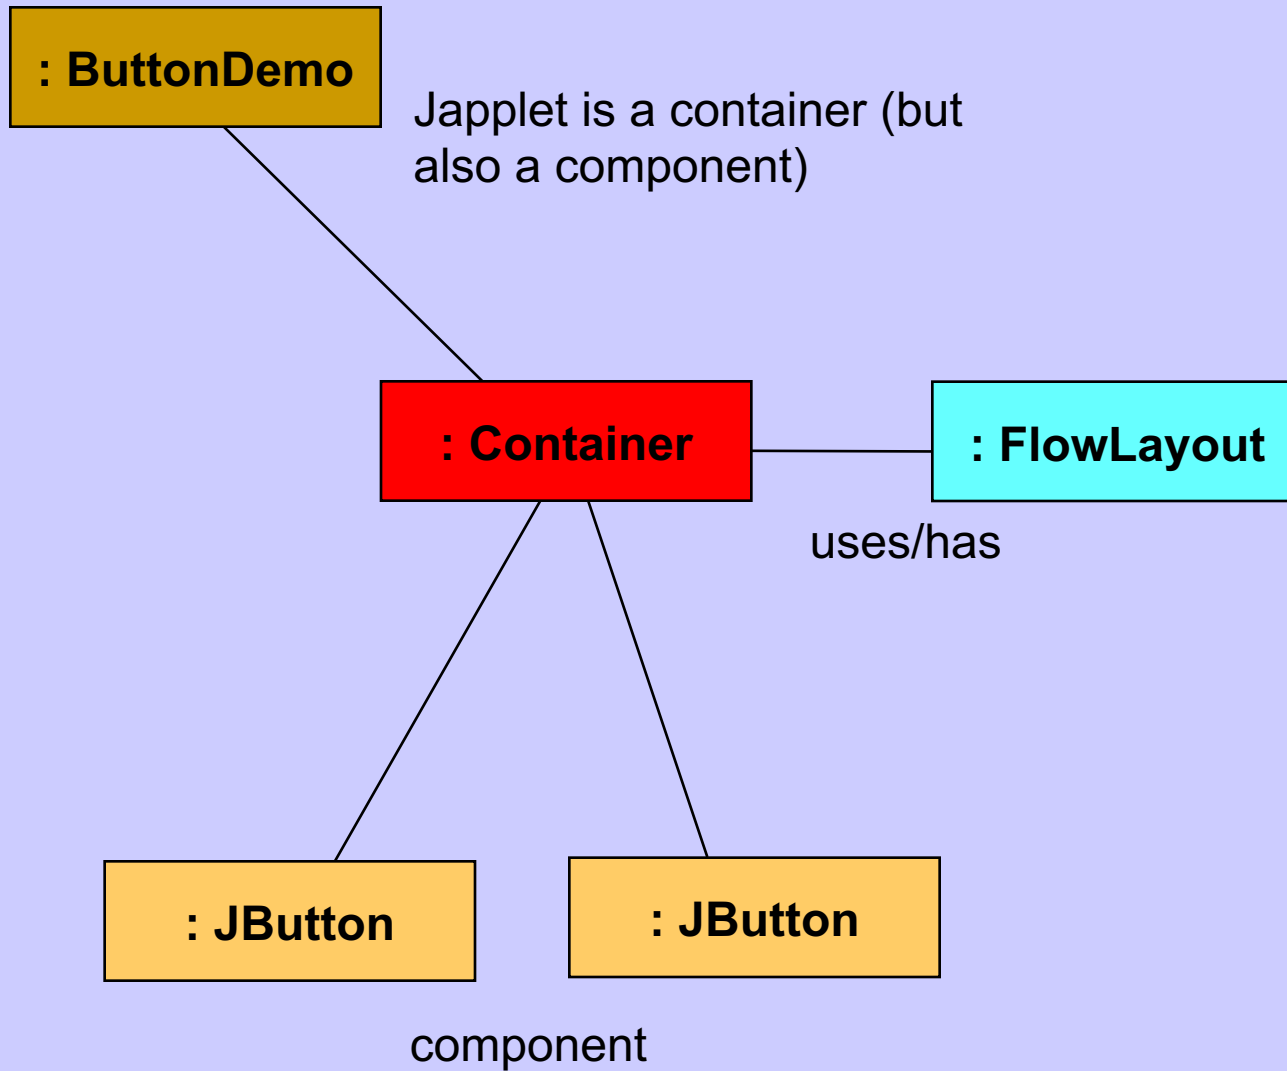 : ButtonDemo
Japplet is a container (but
also a component)
: Container
: FlowLayout
uses/has
: JButton
: JButton
component